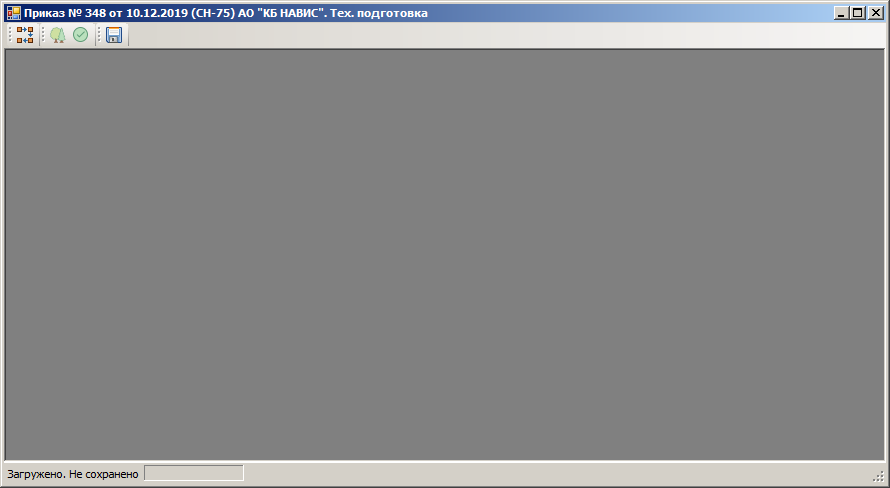 Приказ № 348 от 10.12.2019 (СН-75) АО "КБ НАВИС". Тех. подготовка
Загружено. Не сохранено